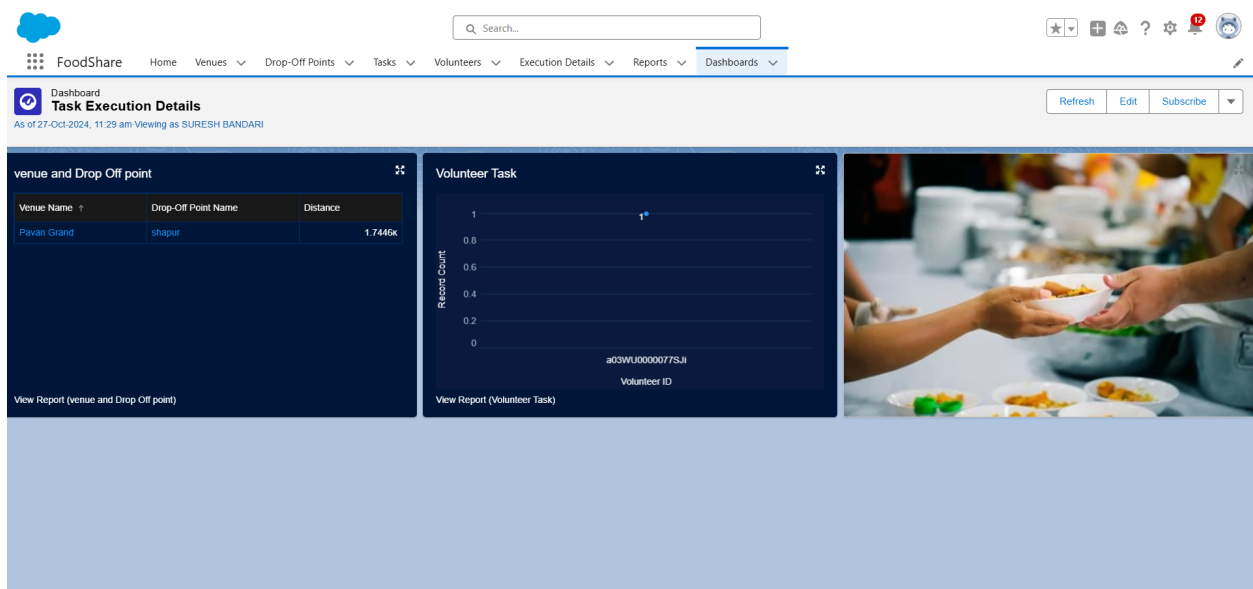 Search...
12
FoodShare Home Venues Drop-Off Points Tasks Volunteers Execution Details Reports Dashboards
Dashboard
Task Execution Details
As of 27-Oct-2024, 11:29 am·Viewing as SURESH BANDARI
Refresh Edit Subscribe
venue and Drop Off point
Venue Name ↑ Drop-Off Point Name Distance
Pavan Grand shapur 1.7446K
View Report (venue and Drop Off point)
Volunteer Task
Record Count
1
0.8
0.6
0.4
0.2
0
1
a03WU0000077SJi
Volunteer ID
View Report (Volunteer Task)